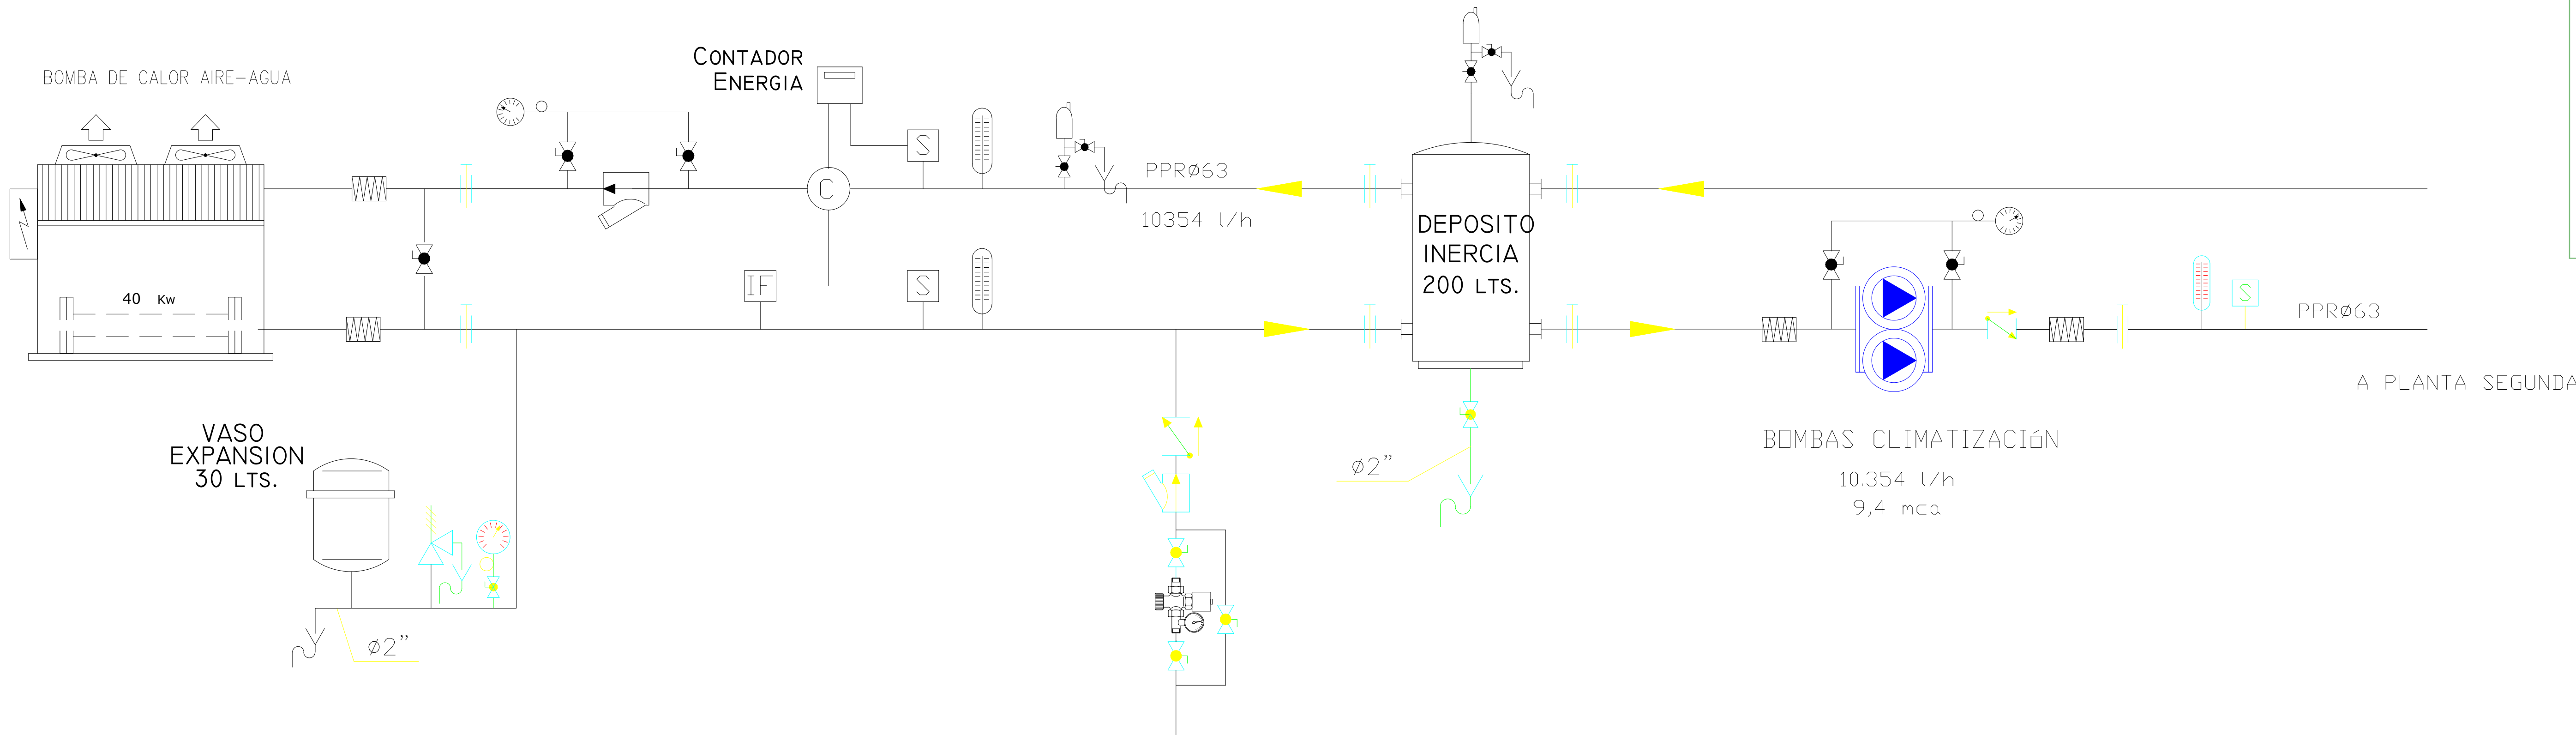 BOMBA DE CALOR AIRE-AGUA
CONTADOR
ENERGIA
S
C
PPRø63
10354 l/h
40 Kw
IF
S
DEPOSITO
INERCIA
200 LTS.
S
PPRø63
A PLANTA SEGUNDA
VASO
EXPANSION
30 LTS.
ø2”
ø2”
BOMBAS CLIMATIZACIóN
10.354 l/h
9,4 mca